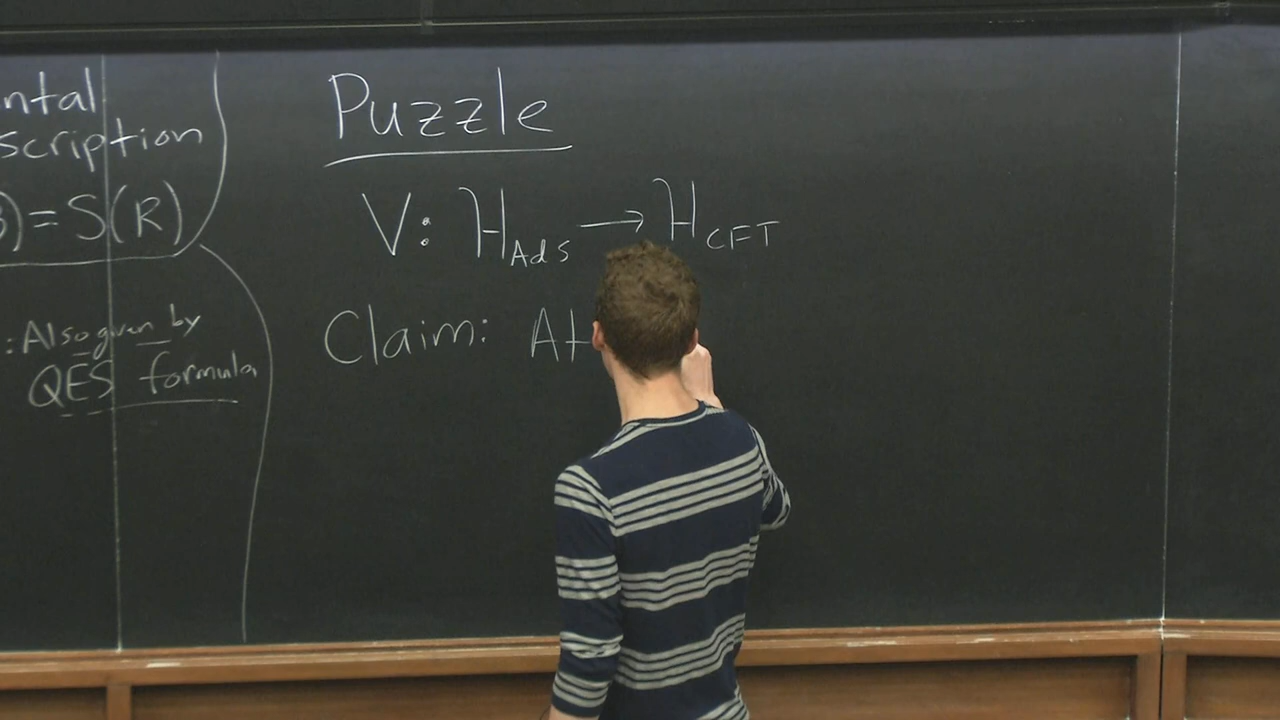 ntal
scription
)=S(R)
: Also given by
QES formula
Puzzle
V: H_AdS → H_CFT
Claim: At